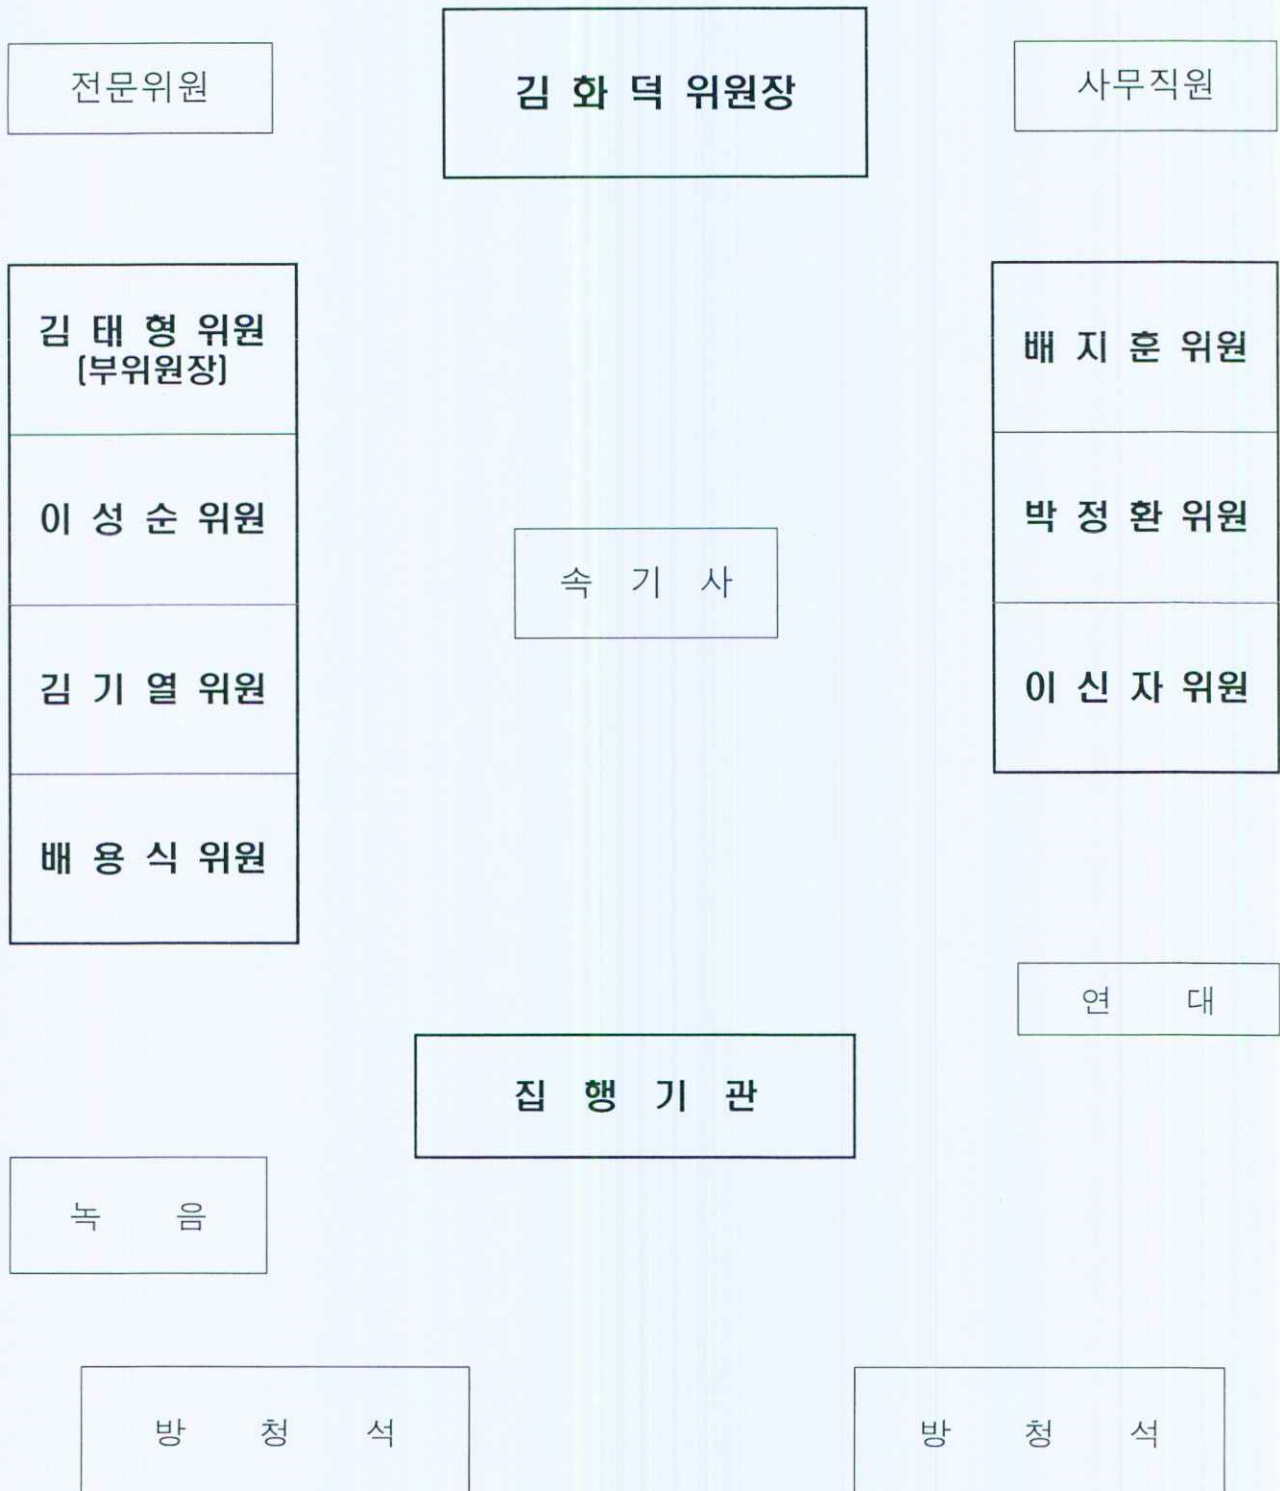 전문위원
김 화 덕 위원장
사무직원
김 태 형 위원
(부위원장)
이 성 순 위원
김 기 열 위원
배 용 식 위원
배 지 훈 위원
박 정 환 위원
이 신 자 위원
속 기 사
연 대
집 행 기 관
녹 음
방 청 석
방 청 석